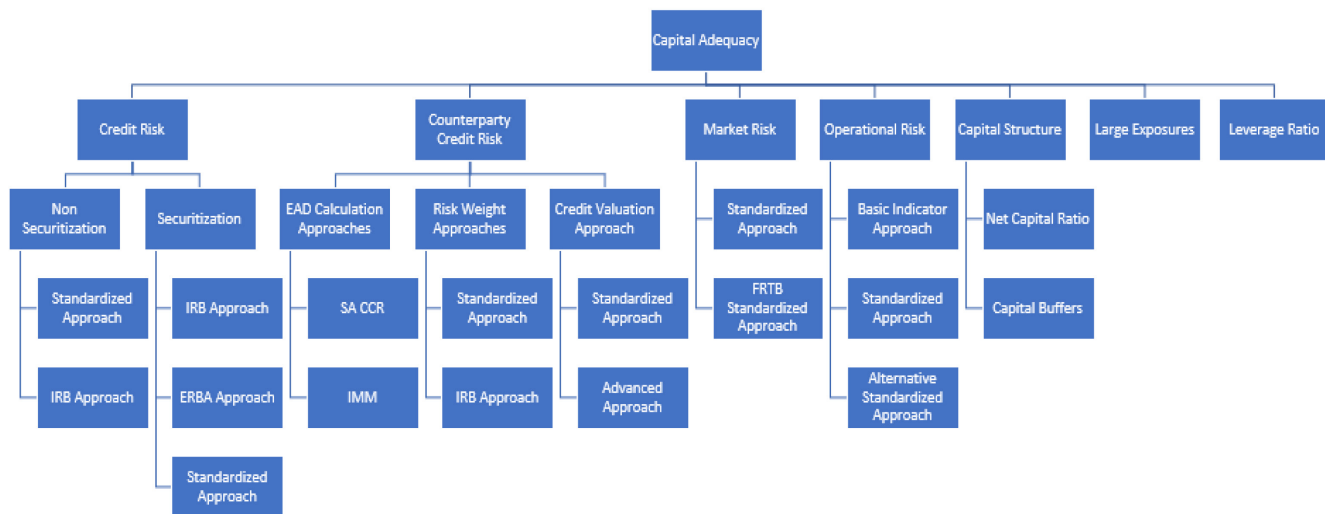 Capital Adequacy
Credit Risk
Counterparty
Credit Risk
Market Risk
Operational Risk
Capital Structure
Large Exposures
Leverage Ratio
Non
Securitization
Securitization
EAD Calculation
Approaches
Risk Weight
Approaches
Credit Valuation
Approach
Standardized
Approach
Basic Indicator
Approach
Net Capital Ratio
Standardized
Approach
IRB Approach
SA CCR
Standardized
Approach
Standardized
Approach
FRTB
Standardized
Approach
Standardized
Approach
Capital Buffers
IRB Approach
ERBA Approach
IMM
IRB Approach
Advanced
Approach
Alternative
Standardized
Approach
Standardized
Approach